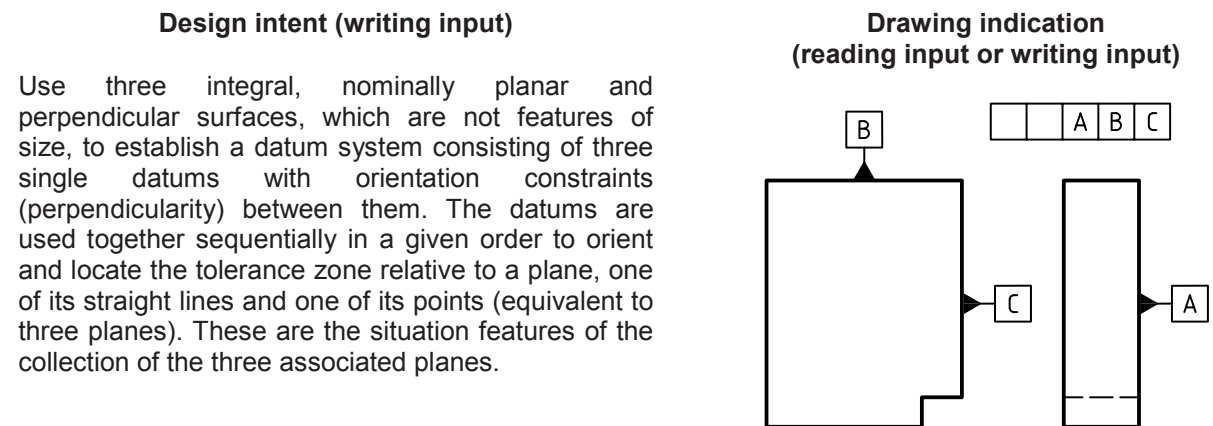 Design intent (writing input)
Use three integral, nominally planar and
perpendicular surfaces, which are not features of
size, to establish a datum system consisting of three
single datums with orientation constraints
(perpendicularity) between them. The datums are
used together sequentially in a given order to orient
and locate the tolerance zone relative to a plane, one
of its straight lines and one of its points (equivalent to
three planes). These are the situation features of the
collection of the three associated planes.
Drawing indication
(reading input or writing input)
B
A B C
C
A